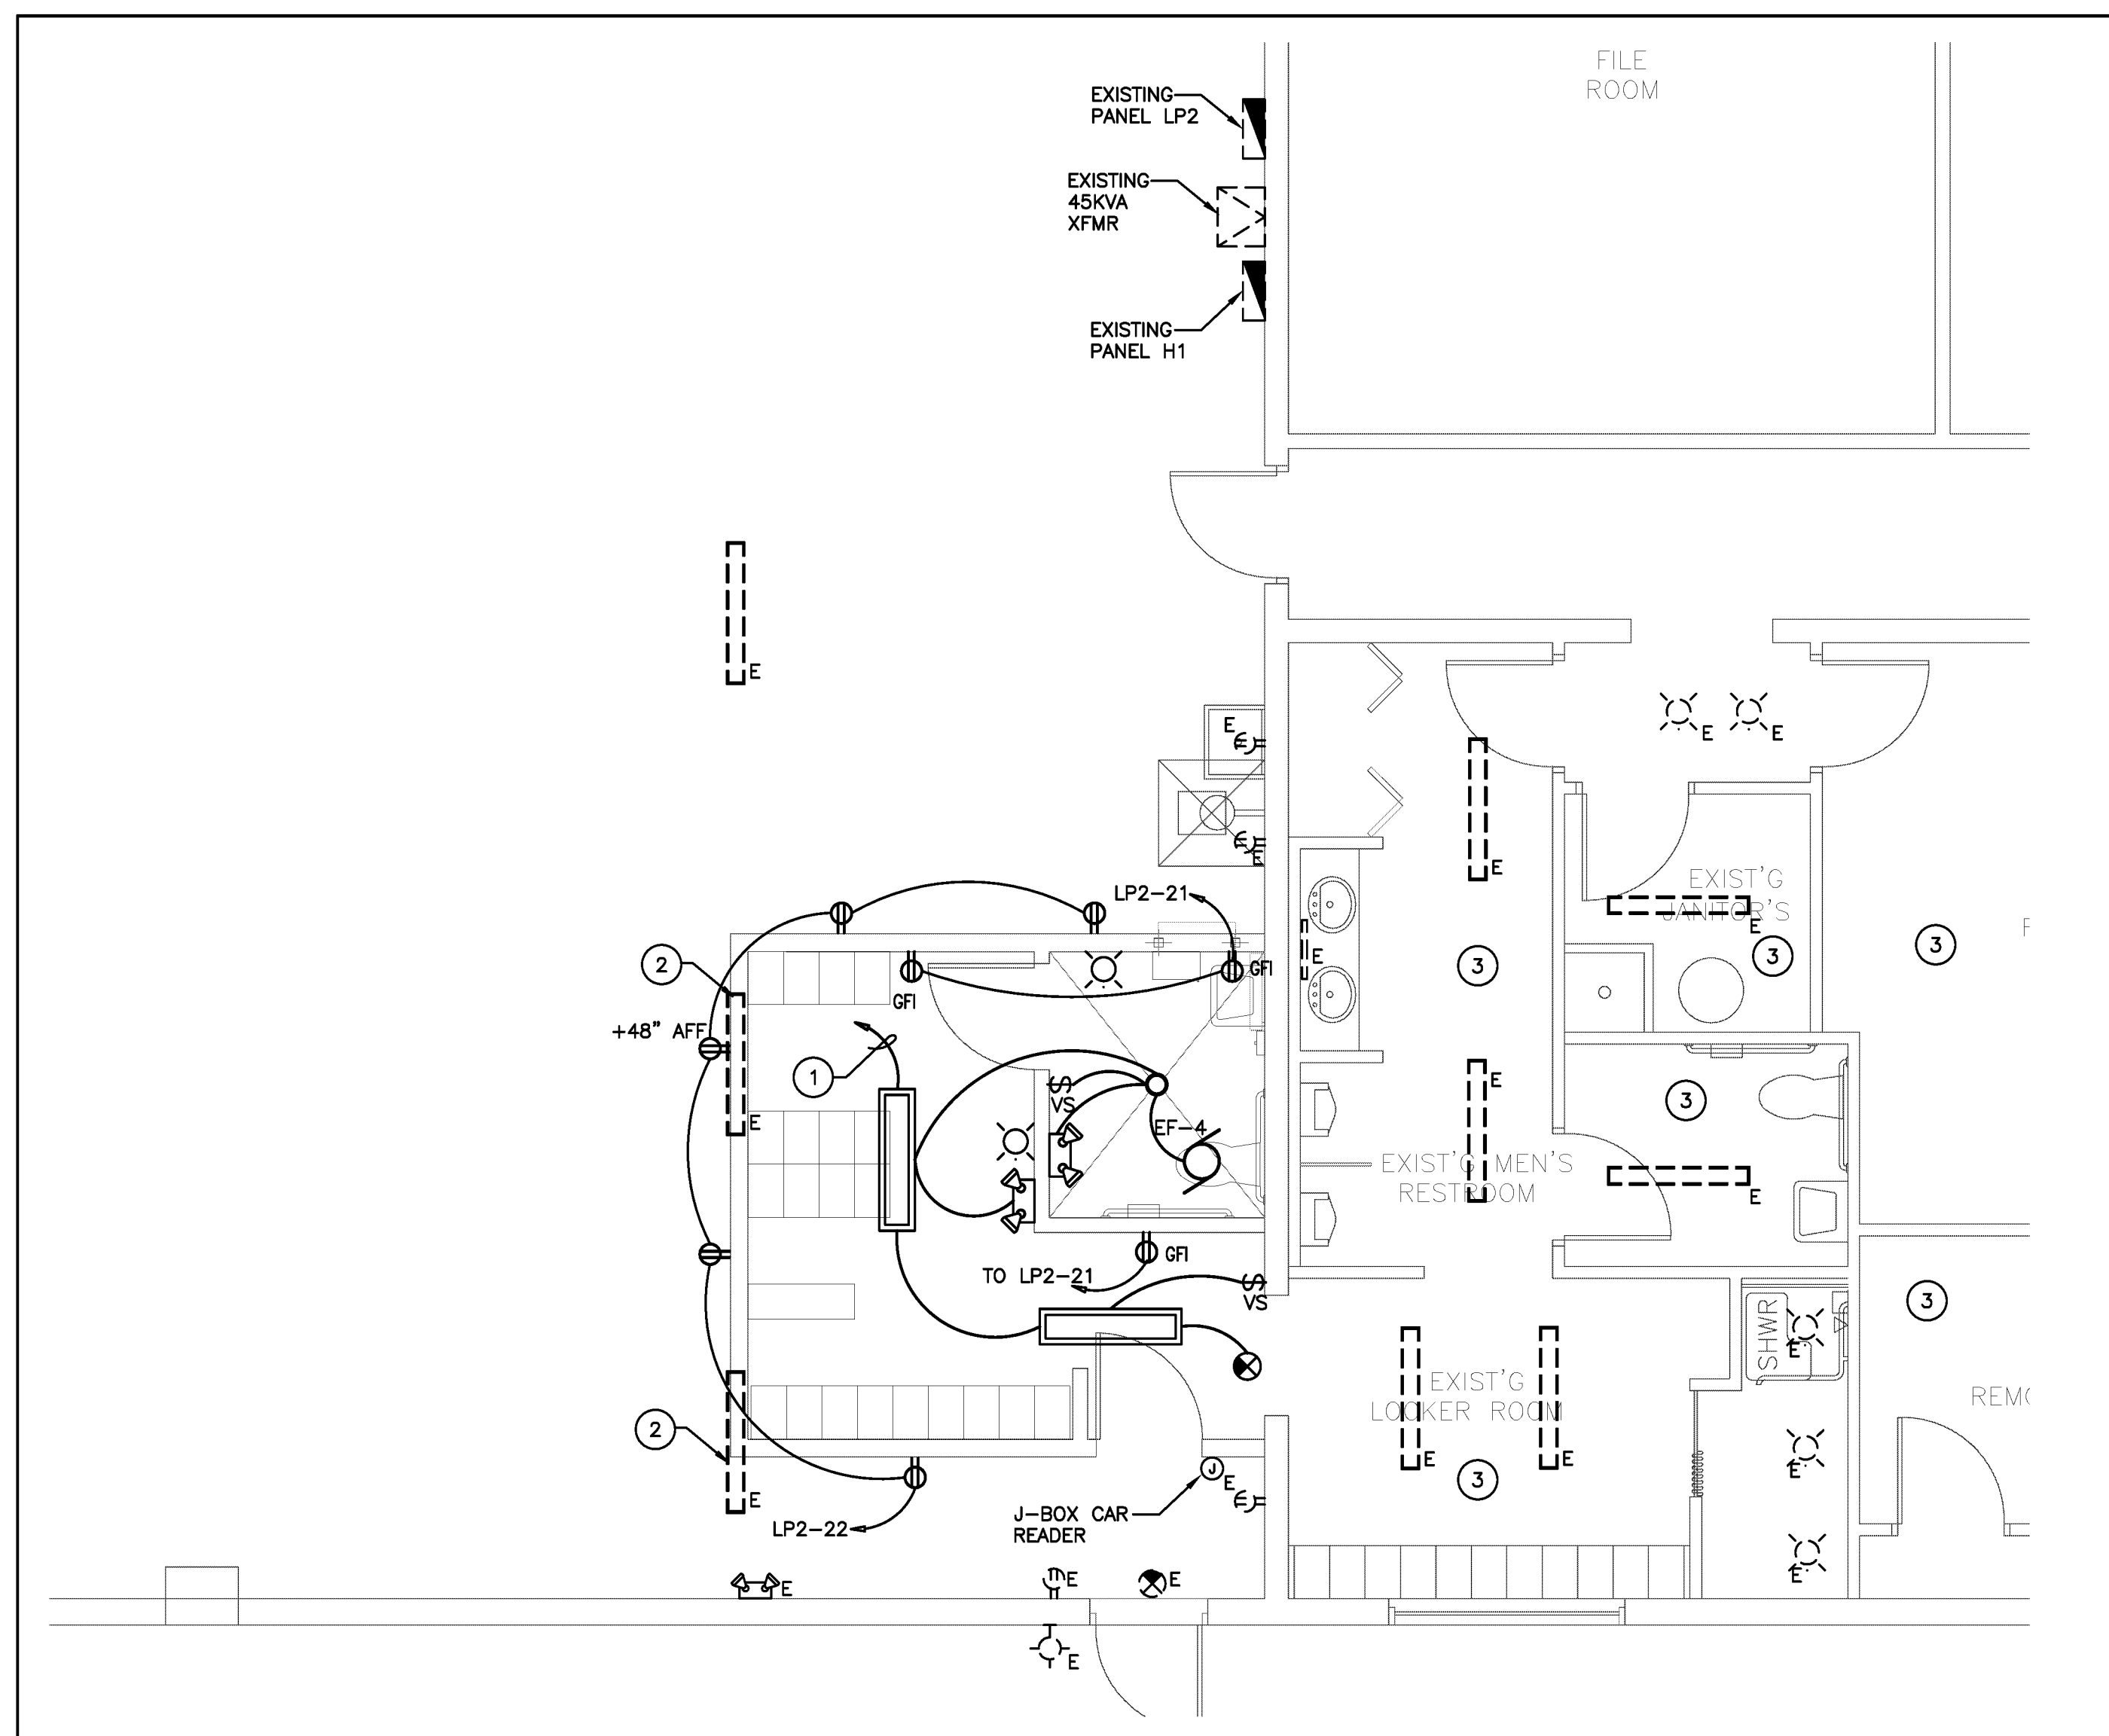 FILE
ROOM
EXISTING
PANEL LP2
EXISTING
45KVA
XFMR
EXISTING
PANEL H1
E
E
E
E
E
E
E
LP2-21
EXIST'G
JANITOR'S
E
2
GFI
E
3
3
3
GFI
+48" AFF
1
VS
E
3
E
EF-4
EXIST'G MEN'S
RESTROOM
E
GFI
TO LP2-21
VS
3
SHWR
E
EXIST'G
LOCKER ROOM
REMO
2
E
E
E
J
E
3
E
E
J-BOX CAR
READER
LP2-22
E
E
E
E
E